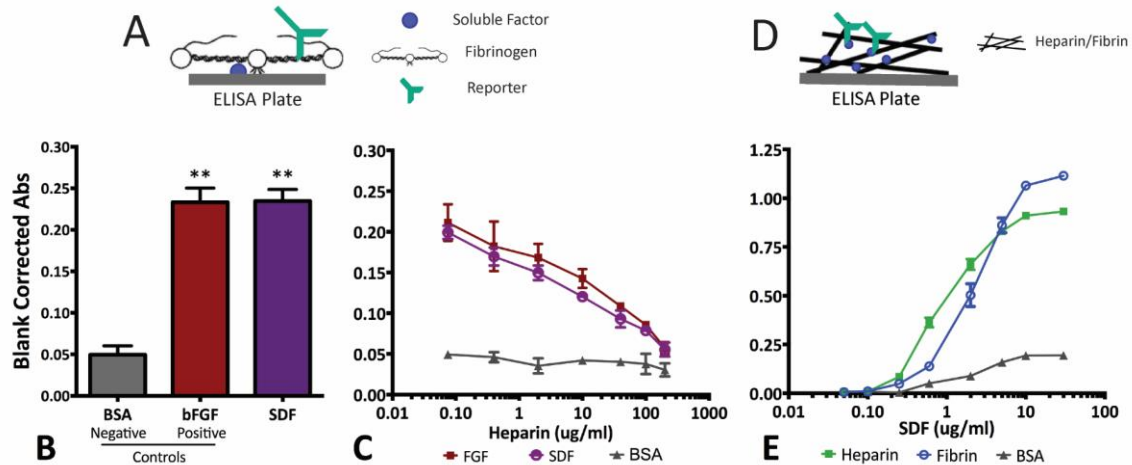 A
Soluble Factor
Fibrinogen
Reporter
ELISA Plate
D
Heparin/Fibrin
ELISA Plate
Blank Corrected Abs
0.30
0.25
0.20
0.15
0.10
0.05
0.00
**
**
BSA
bFGF
SDF
Negative
Positive
Controls
B
0.30
0.25
0.20
0.15
0.10
0.05
0.00
0.01
0.10
1
10
100
1000
Heparin (ug/ml)
C
FGF
SDF
BSA
1.25
1.00
0.75
0.50
0.25
0.00
0.01
0.10
1
10
100
SDF (ug/ml)
E
Heparin
Fibrin
BSA